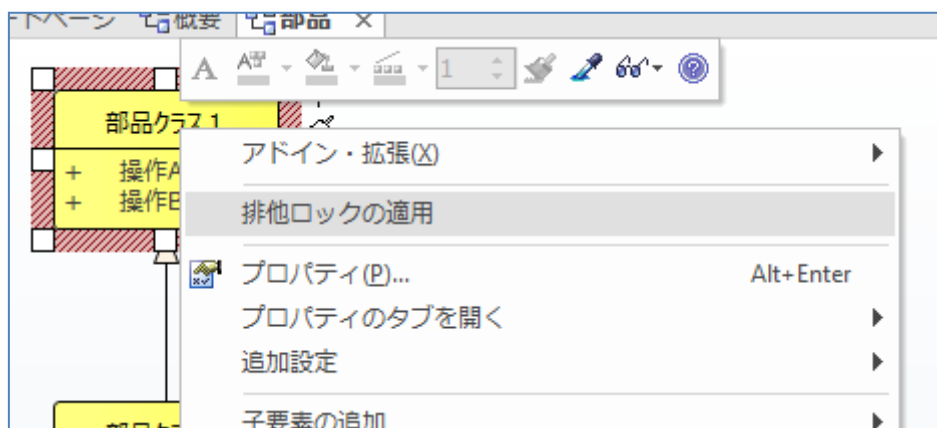 ートページ 概要 部品 ×
A 1
部品クラス1
+ 操作A
+ 操作B
アドイン・拡張(X)
排他ロックの適用
プロパティ(P)... Alt+Enter
プロパティのタブを開く
追加設定
子要素の追加